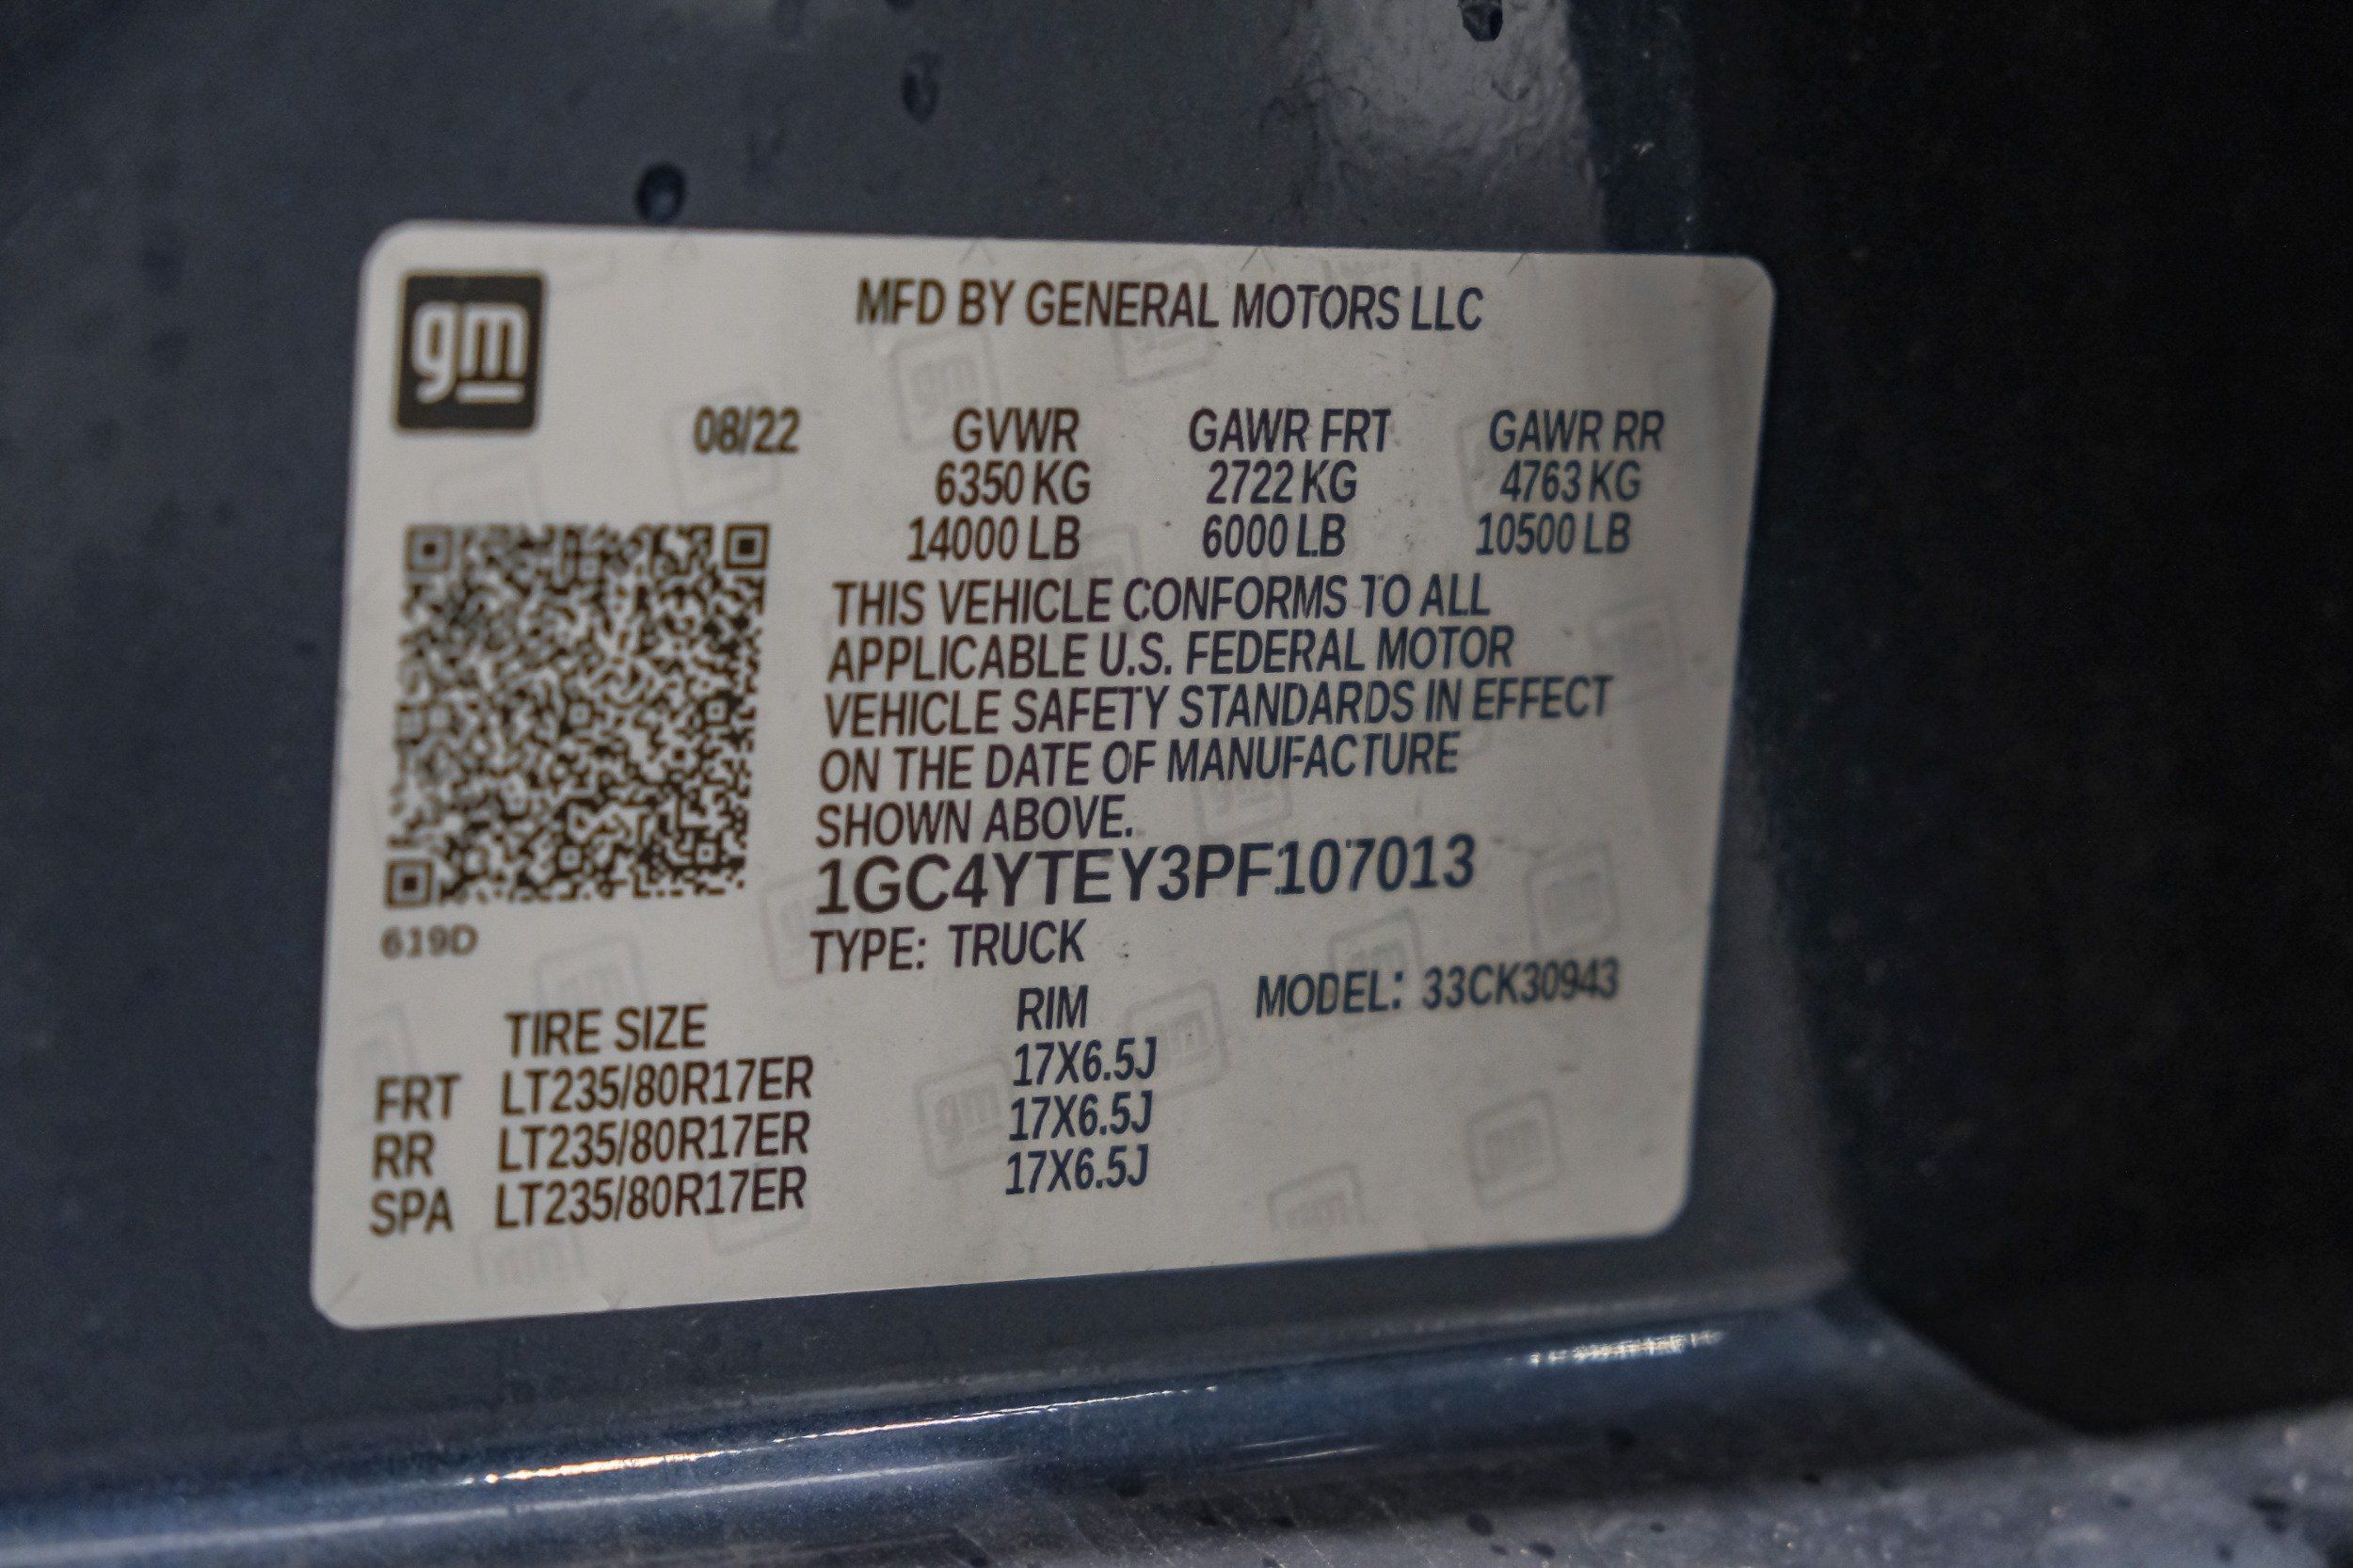 gm
MFD BY GENERAL MOTORS LLC
08/22 GVWR GAWR FRT GAWR RR
6350 KG 2722 KG 4763 KG
14000 LB 6000 LB 10500 LB
THIS VEHICLE CONFORMS TO ALL
APPLICABLE U.S. FEDERAL MOTOR
VEHICLE SAFETY STANDARDS IN EFFECT
ON THE DATE OF MANUFACTURE
SHOWN ABOVE.
1GC4YTEY3PF107013
619D
TYPE: TRUCK
MODEL: 33CK30943
TIRE SIZE RIM
FRT LT235/80R17ER 17X6.5J
RR LT235/80R17ER 17X6.5J
SPA LT235/80R17ER 17X6.5J